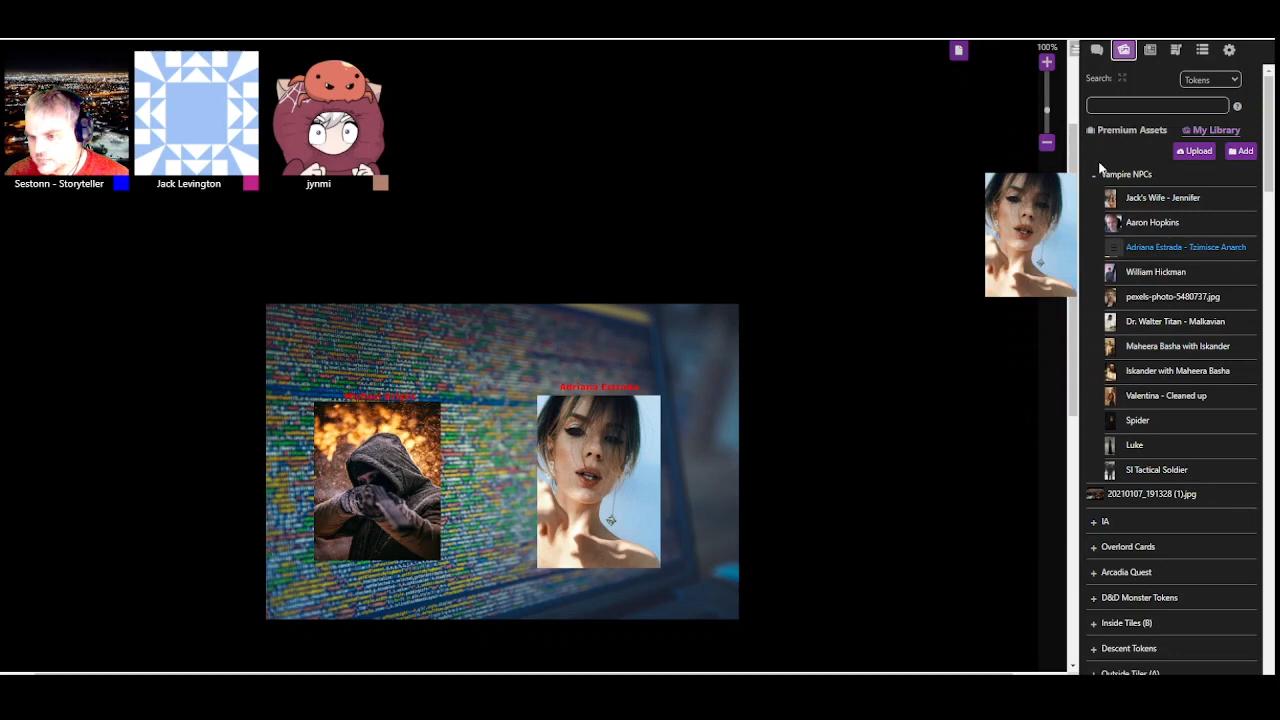 100%
Search:
Tokens
Premium Assets
My Library
Upload
Add
Vampire NPCs
Jack's Wife - Jennifer
Aaron Hopkins
Adriana Estrada - Tzimisce Anarch
William Hickman
pexels-photo-5480737.jpg
Dr. Walter Titan - Malkavian
Maheera Basha with Iskander
Iskander with Maheera Basha
Valentina - Cleaned up
Spider
Luke
SI Tactical Soldier
20210107_191328 (1).jpg
IA
Overlord Cards
Arcadia Quest
D&D Monster Tokens
Inside Tiles (B)
Descent Tokens
Outside Tiles (A)
Sestonn - Storyteller
Jack Levington
jynmi
Adriana Estrada